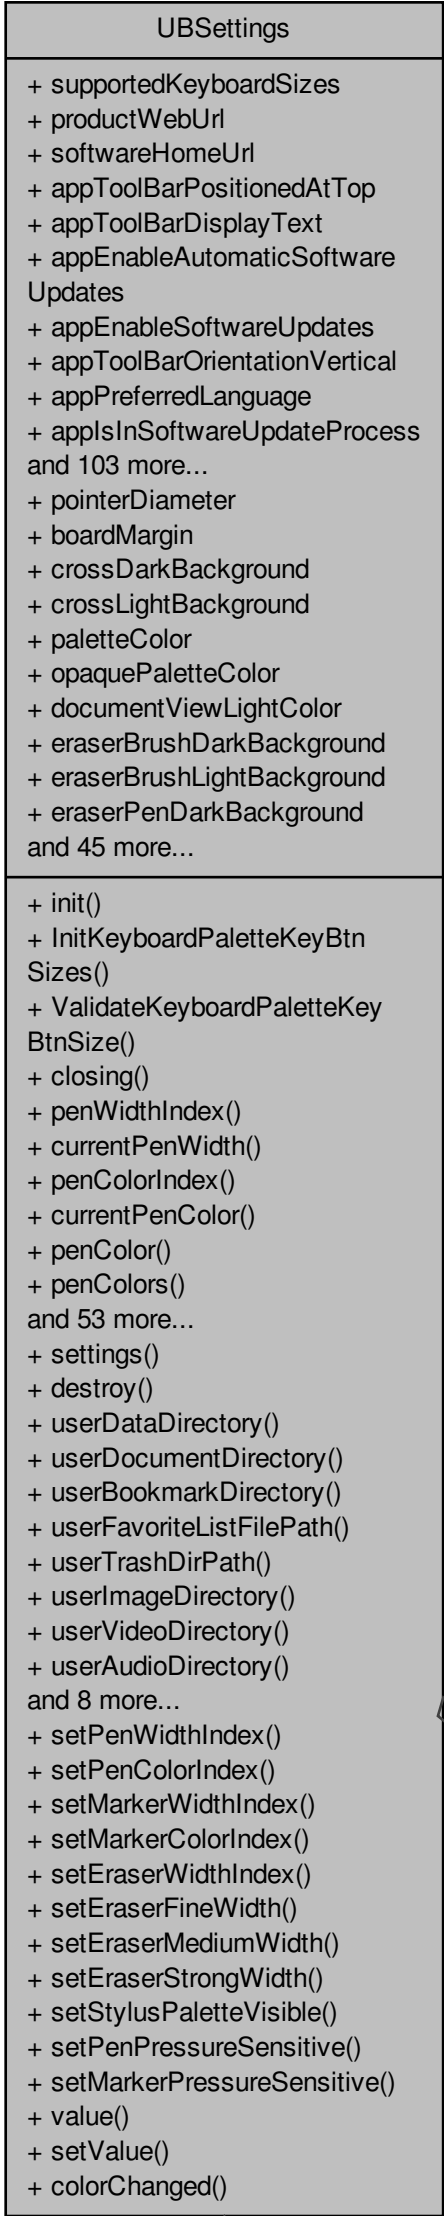 UBSettings
+ supportedKeyboardSizes
+ productWebUrl
+ softwareHomeUrl
+ appToolBarPositionedAtTop
+ appToolBarDisplayText
+ appEnableAutomaticSoftware
Updates
+ appEnableSoftwareUpdates
+ appToolBarOrientationVertical
+ appPreferredLanguage
+ appIsInSoftwareUpdateProcess
and 103 more...
+ pointerDiameter
+ boardMargin
+ crossDarkBackground
+ crossLightBackground
+ paletteColor
+ opaquePaletteColor
+ documentViewLightColor
+ eraserBrushDarkBackground
+ eraserBrushLightBackground
+ eraserPenDarkBackground
and 45 more...
+ init()
+ InitKeyboardPaletteKeyBtn
Sizes()
+ ValidateKeyboardPaletteKey
BtnSize()
+ closing()
+ penWidthIndex()
+ currentPenWidth()
+ penColorIndex()
+ currentPenColor()
+ penColor()
+ penColors()
and 53 more...
+ settings()
+ destroy()
+ userDataDirectory()
+ userDocumentDirectory()
+ userBookmarkDirectory()
+ userFavoriteListFilePath()
+ userTrashDirPath()
+ userImageDirectory()
+ userVideoDirectory()
+ userAudioDirectory()
and 8 more...
+ setPenWidthIndex()
+ setPenColorIndex()
+ setMarkerWidthIndex()
+ setMarkerColorIndex()
+ setEraserWidthIndex()
+ setEraserFineWidth()
+ setEraserMediumWidth()
+ setEraserStrongWidth()
+ setStylusPaletteVisible()
+ setPenPressureSensitive()
+ setMarkerPressureSensitive()
+ value()
+ setValue()
+ colorChanged()